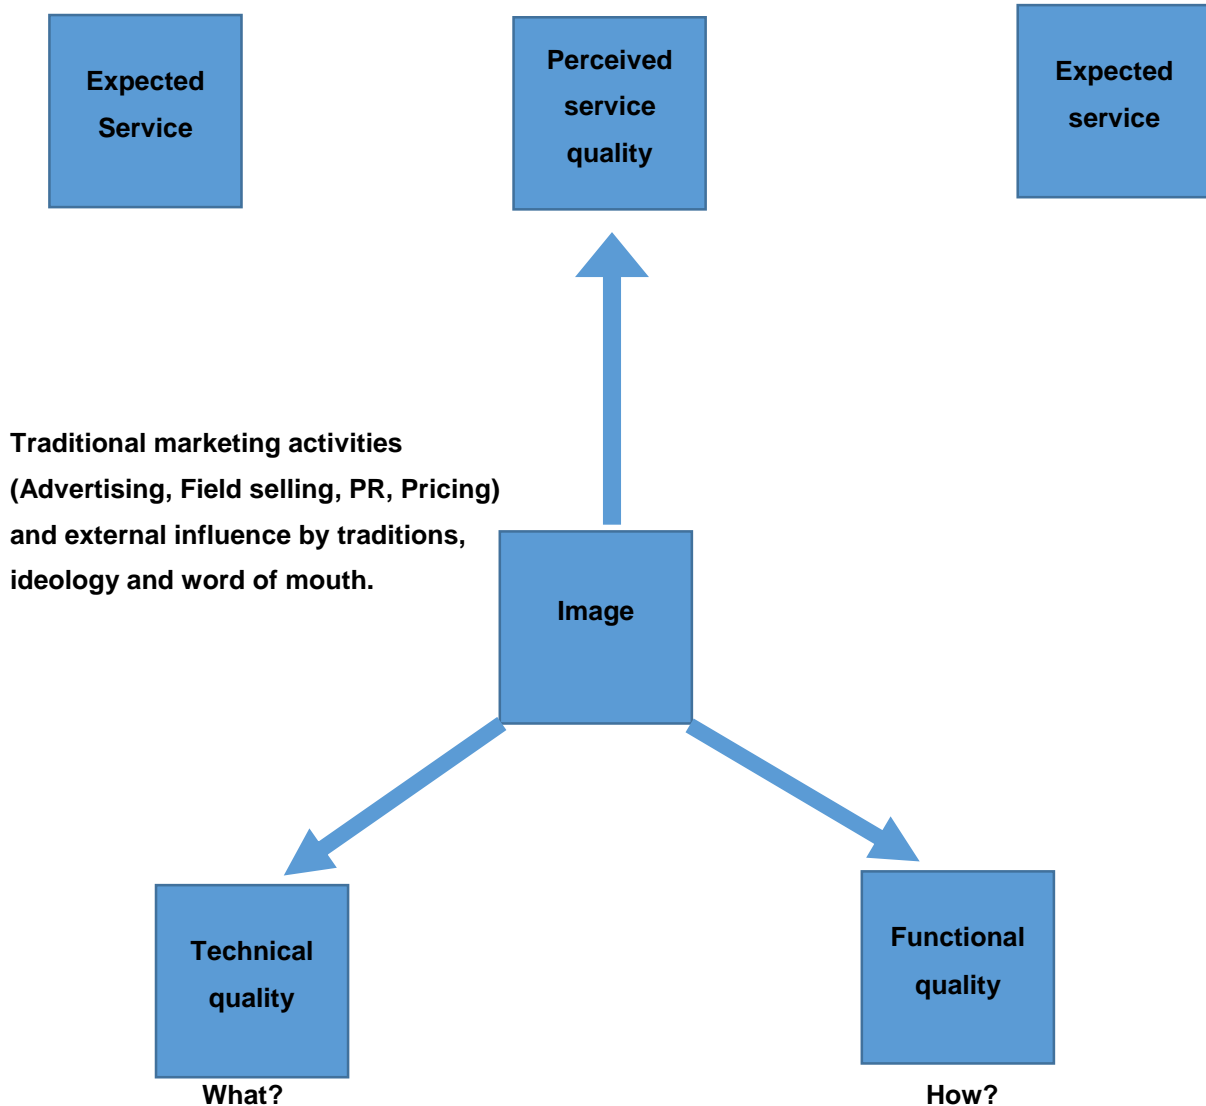 Expected
Service
Perceived
service
quality
Expected
service
Traditional marketing activities
(Advertising, Field selling, PR, Pricing)
and external influence by traditions,
ideology and word of mouth.
Image
Technical
quality
Functional
quality
What?
How?